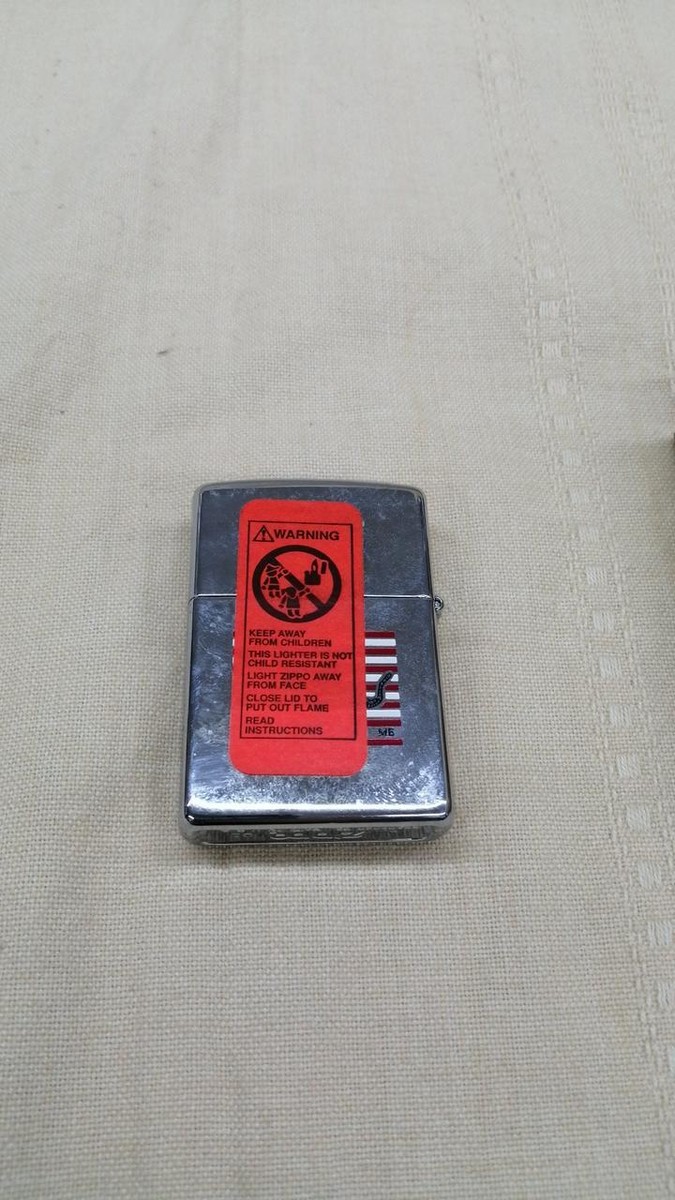 WARNING
KEEP AWAY
FROM CHILDREN
THIS LIGHTER IS NOT
CHILD RESISTANT
LIGHT ZIPPO AWAY
FROM FACE
CLOSE LID TO
PUT OUT FLAME
READ
INSTRUCTIONS
ME